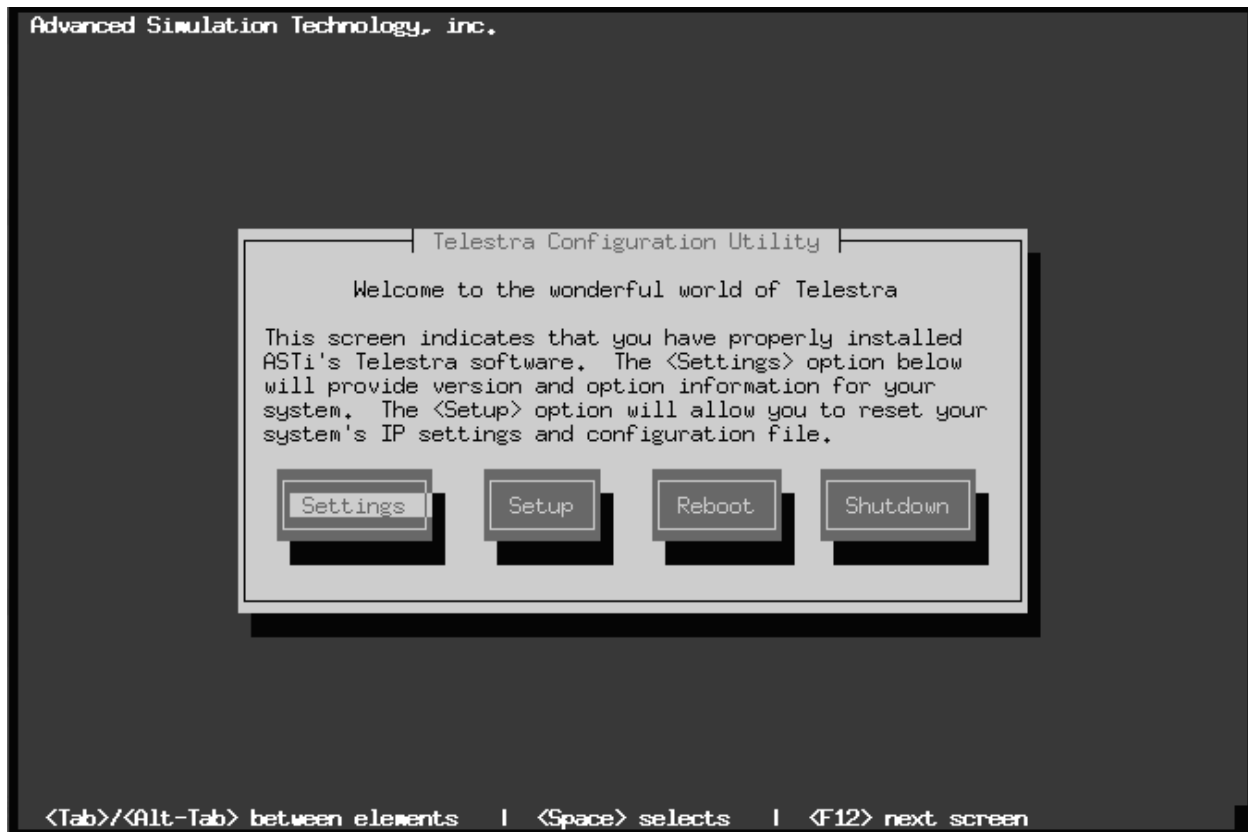 Advanced Simulation Technology, inc.
Telestra Configuration Utility
Welcome to the wonderful world of Telestra
This screen indicates that you have properly installed
ASTi's Telestra software.  The <Settings> option below
will provide version and option information for your
system.  The <Setup> option will allow you to reset your
system's IP settings and configuration file.
Settings Setup Reboot Shutdown
<Tab>/<Alt-Tab> between elements | <Space> selects | <F12> next screen